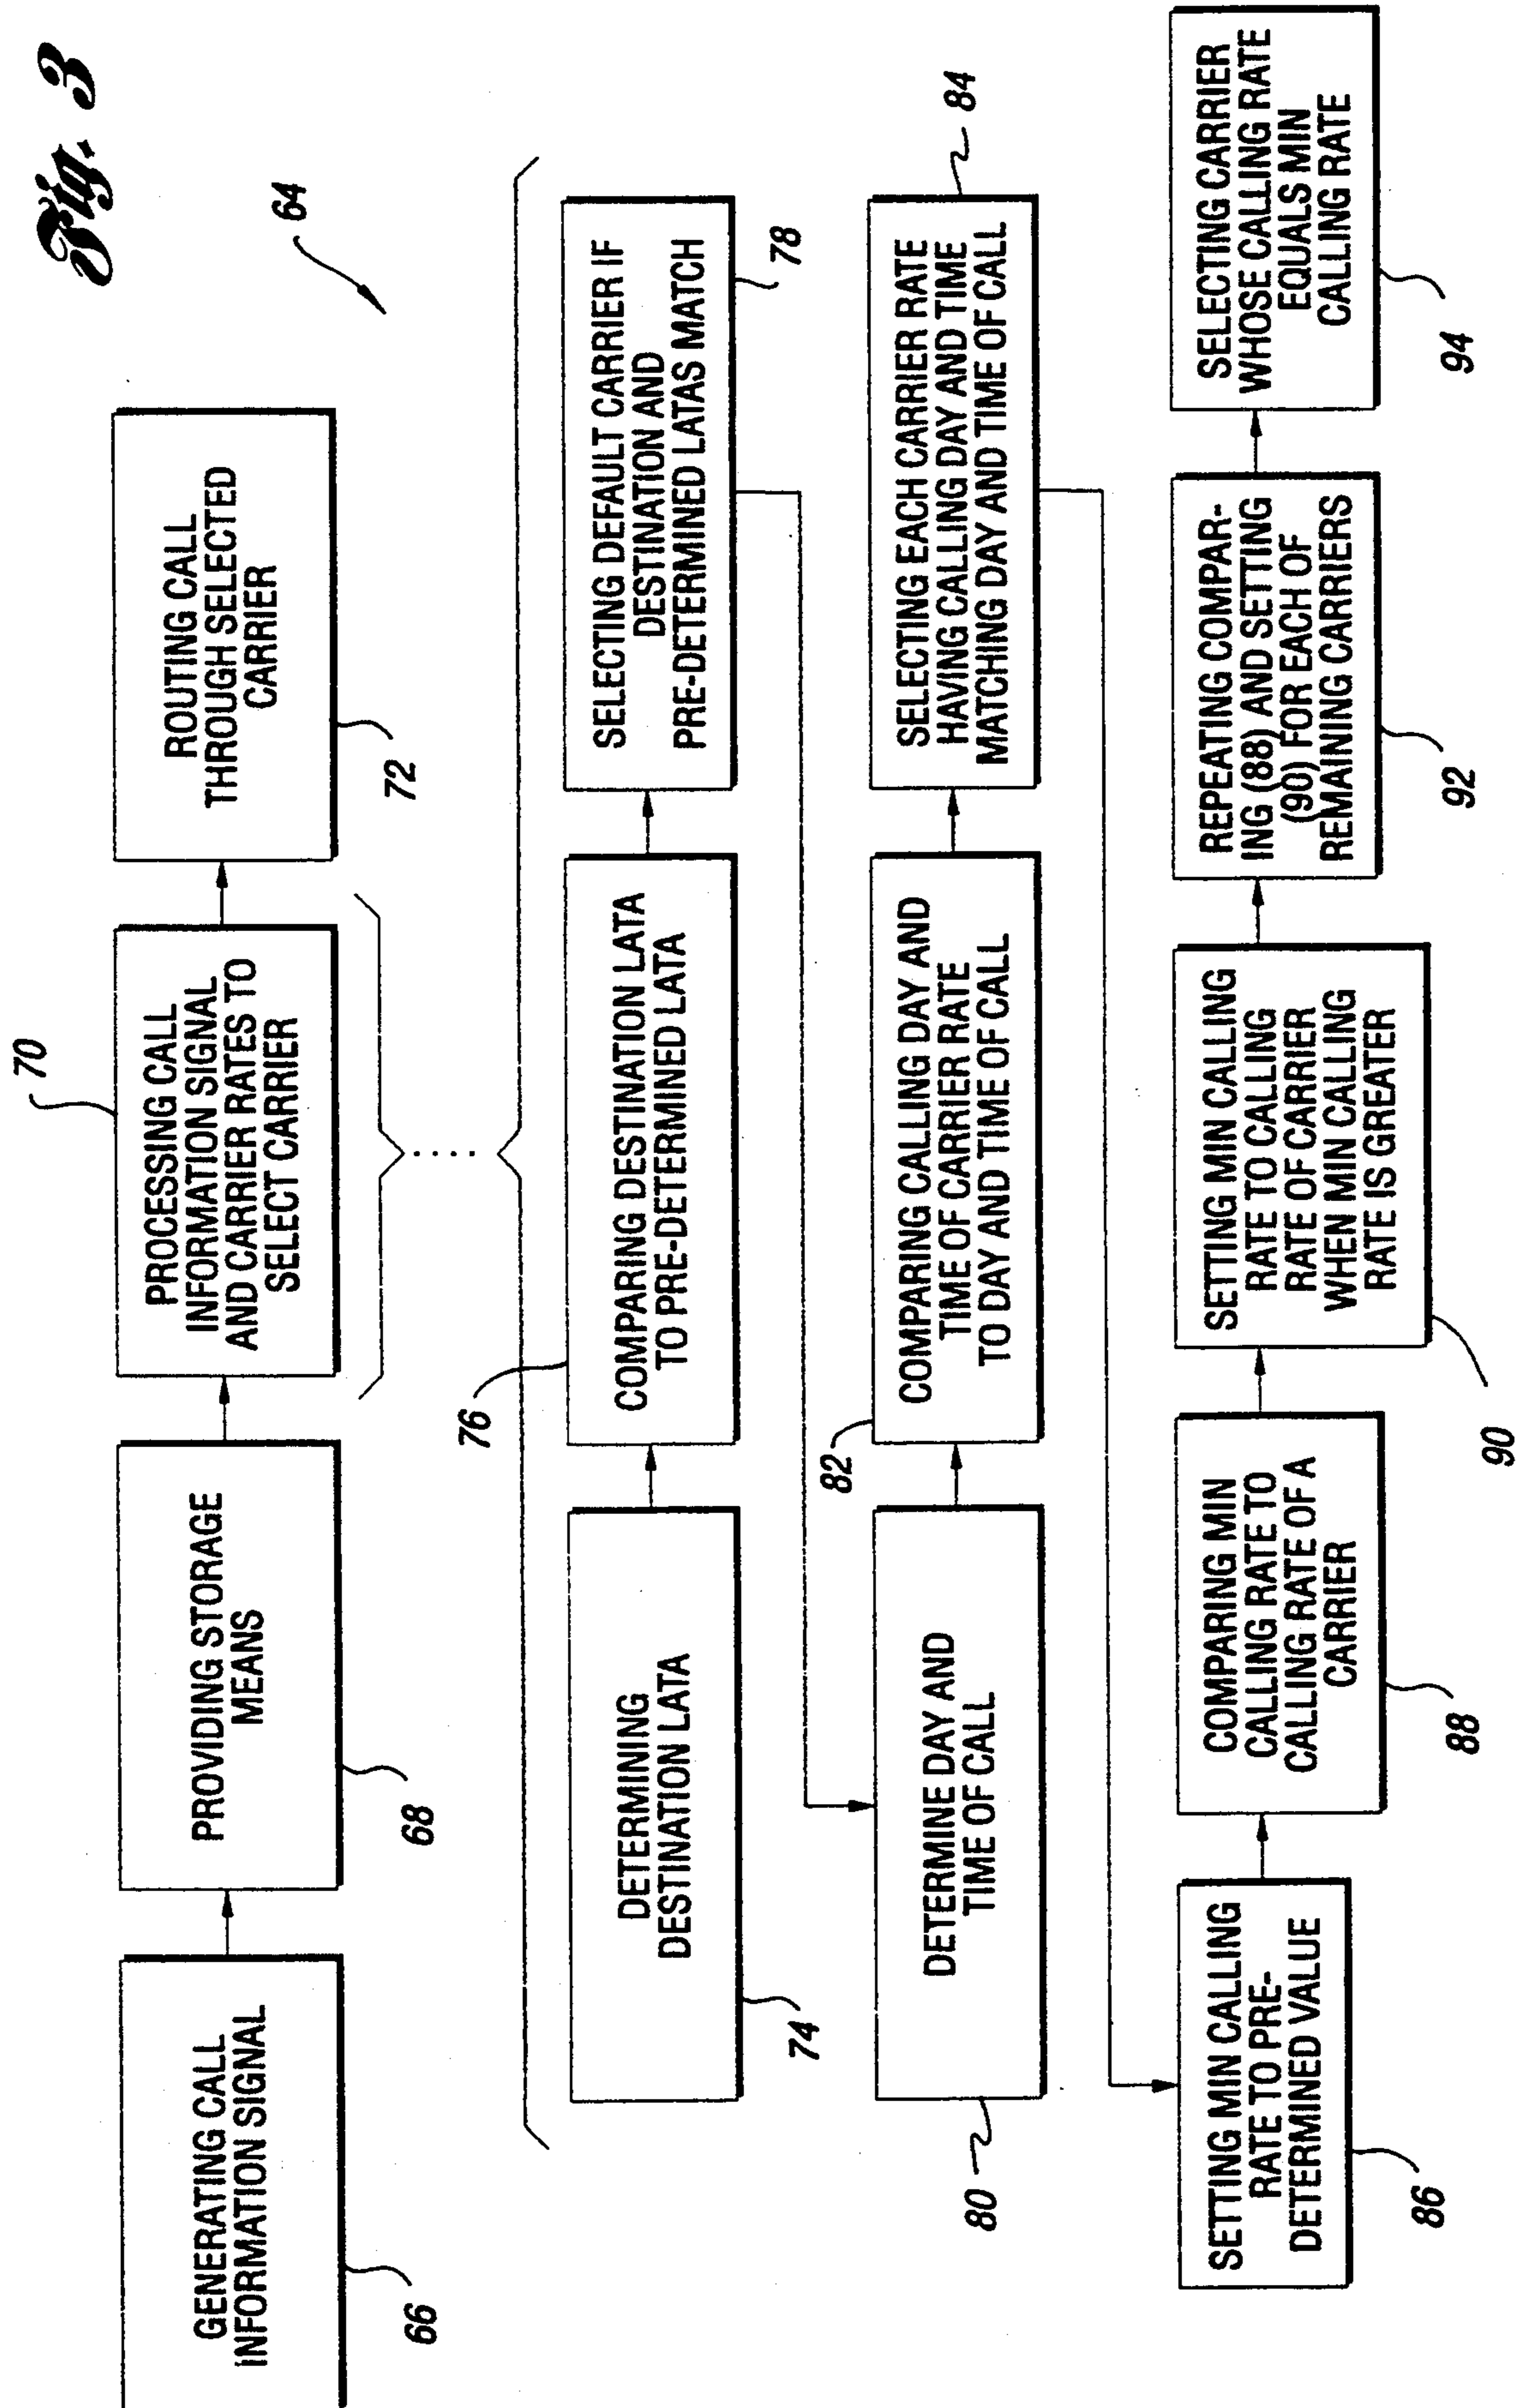 Fig. 3
64
GENERATING CALL
INFORMATION SIGNAL
66
PROVIDING STORAGE
MEANS
68
70
PROCESSING CALL
INFORMATION SIGNAL
AND CARRIER RATES TO
SELECT CARRIER
ROUTING CALL
THROUGH SELECTED
CARRIER
72
DETERMINING
DESTINATION LATA
74
76
COMPARING DESTINATION LATA
TO PRE-DETERMINED LATA
SELECTING DEFAULT CARRIER IF
DESTINATION AND
PRE-DETERMINED LATAS MATCH
78
DETERMINE DAY AND
TIME OF CALL
80
82
COMPARING CALLING DAY AND
TIME OF CARRIER RATE
TO DAY AND TIME OF CALL
SELECTING EACH CARRIER RATE
HAVING CALLING DAY AND TIME
MATCHING DAY AND TIME OF CALL
84
SETTING MIN CALLING
RATE TO PRE-
DETERMINED VALUE
86
COMPARING MIN
CALLING RATE TO
CALLING RATE OF A
CARRIER
88
SETTING MIN CALLING
RATE TO CALLING
RATE OF CARRIER
WHEN MIN CALLING
RATE IS GREATER
90
REPEATING COMPAR-
ING (88) AND SETTING
(90) FOR EACH OF
REMAINING CARRIERS
92
SELECTING CARRIER
WHOSE CALLING RATE
EQUALS MIN
CALLING RATE
94